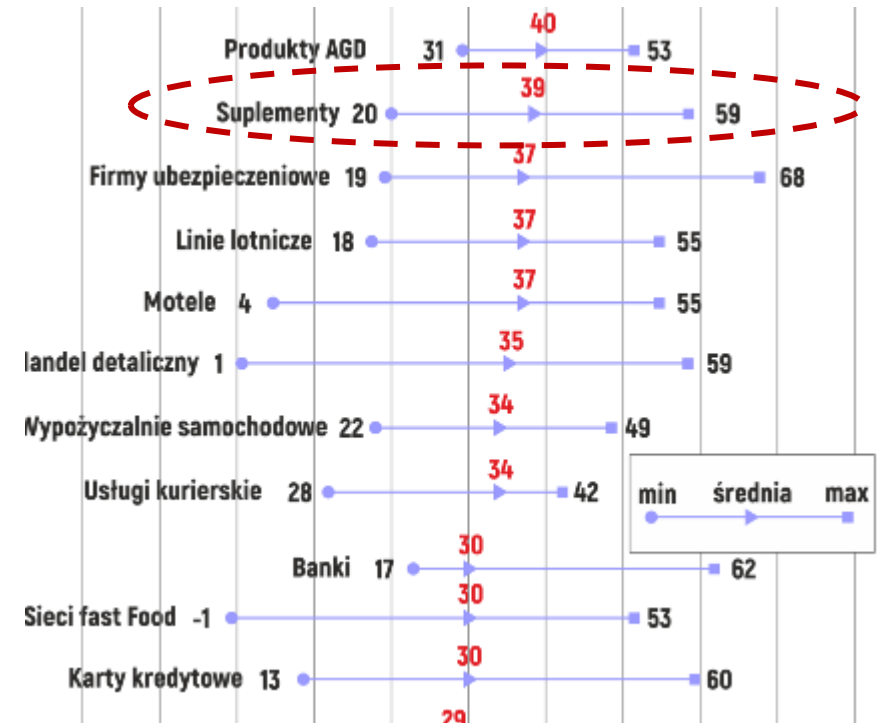 40
Produkty AGD 31 53
39
Suplementy 20 59
37
Firmy ubezpieczeniowe 19 68
37
Linie lotnicze 18 55
37
Motele 4 55
35
andel detaliczny 1 59
34
Wypożyczalnie samochodowe 22 49
34
Usługi kurierskie 28 42
min średnia max
30
Banki 17 62
30
Sieci fast Food -1 53
30
Karty kredytowe 13 60
29